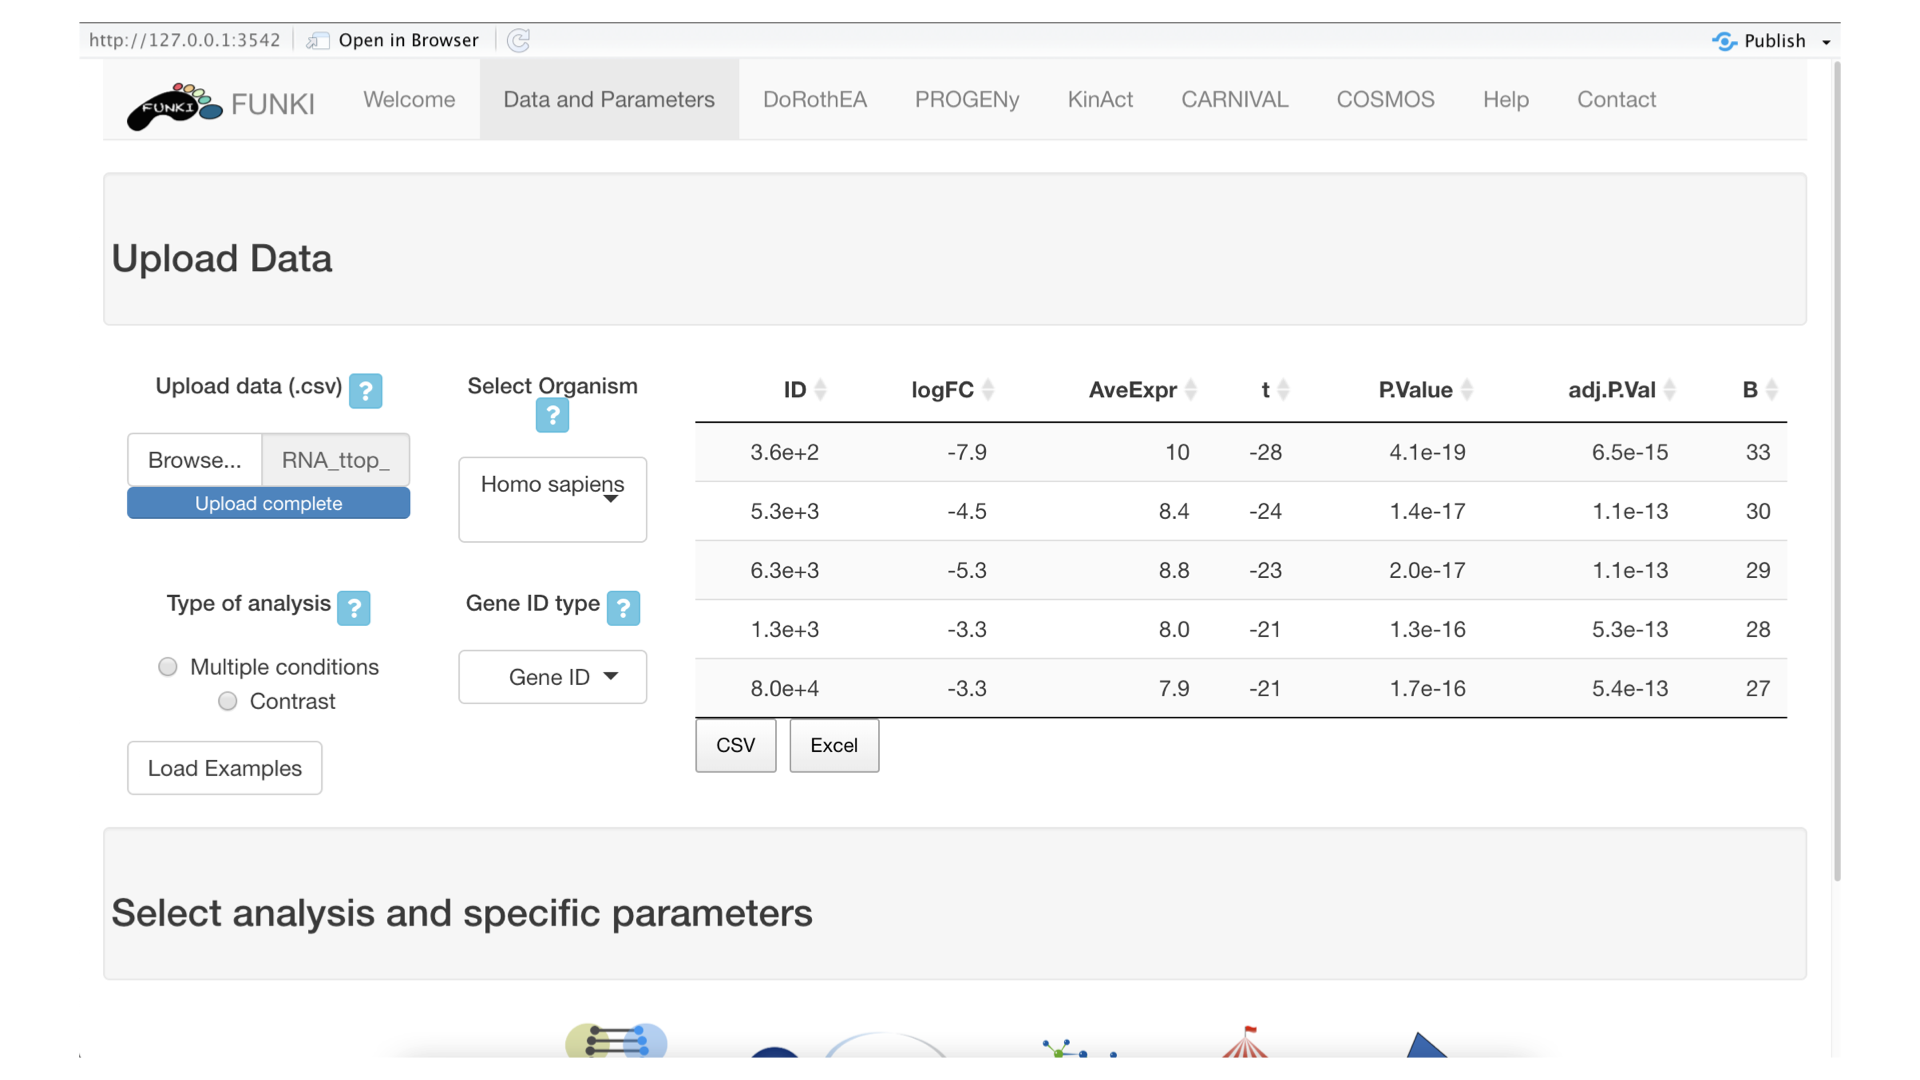 http://127.0.0.1:3542 Open in Browser Publish
FUNKI FUNKI Welcome Data and Parameters DoRothEA PROGENy KinAct CARNIVAL COSMOS Help Contact
Upload Data
Upload data (.csv) ?
Browse... RNA_ttop_
Upload complete
Select Organism
?
Homo sapiens
Type of analysis ?
Multiple conditions
Contrast
Gene ID type ?
Gene ID
Load Examples
ID logFC AveExpr t P.Value adj.P.Val B
3.6e+2 -7.9 10 -28 4.1e-19 6.5e-15 33
5.3e+3 -4.5 8.4 -24 1.4e-17 1.1e-13 30
6.3e+3 -5.3 8.8 -23 2.0e-17 1.1e-13 29
1.3e+3 -3.3 8.0 -21 1.3e-16 5.3e-13 28
8.0e+4 -3.3 7.9 -21 1.7e-16 5.4e-13 27
CSV Excel
Select analysis and specific parameters